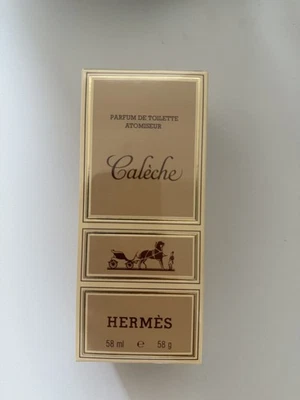 PARFUM DE TOILETTE
ATOMISEUR
Calèche
HERMÈS
58 ml e 58 g